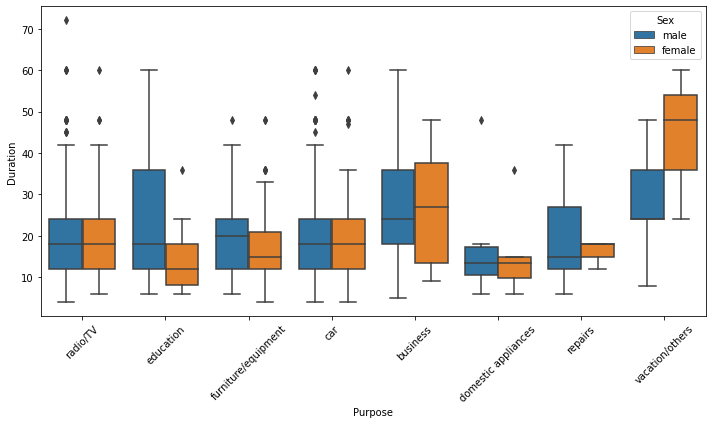 Sex
male
female
70
60
50
40
30
20
10
Duration
radio/TV
education
furniture/equipment
car
business
domestic appliances
repairs
vacation/others
Purpose